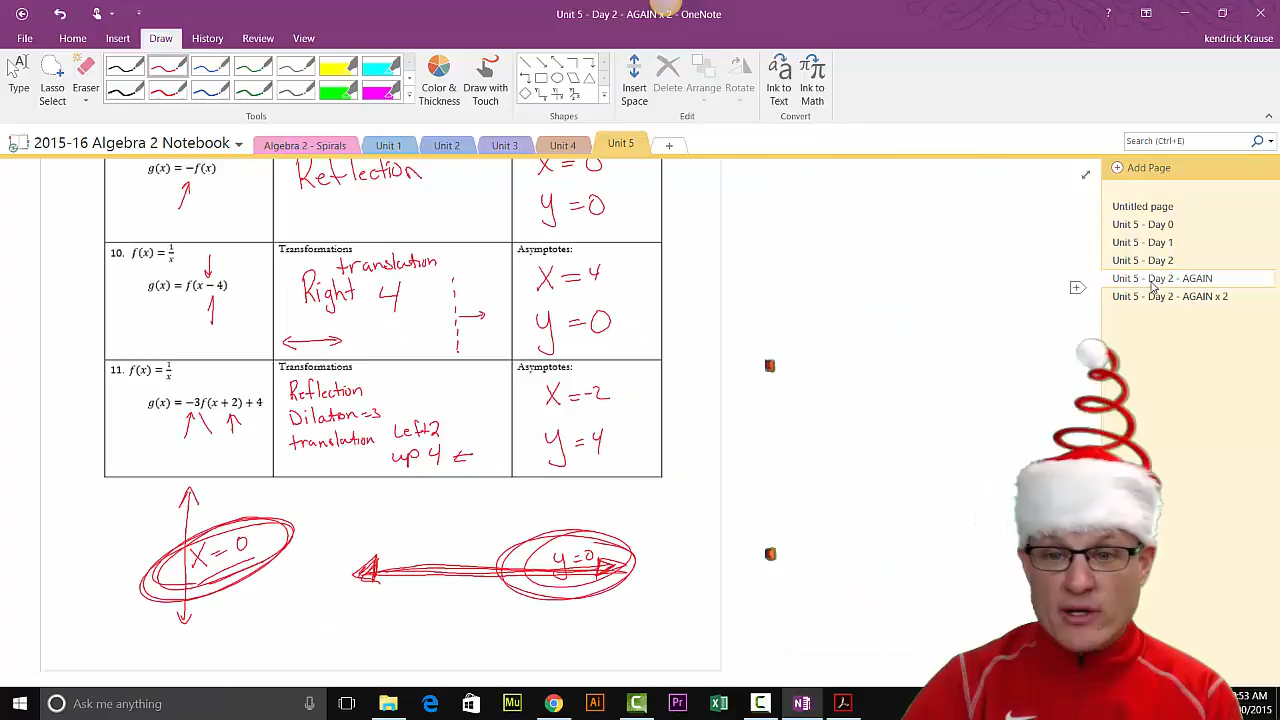 Unit 5 - Day 2 - AGAIN x 2 - OneNote
File Home Insert Draw History Review View
kendrick Krause
Type
Lasso Select
Eraser
Color & Thickness
Draw with Touch
Insert Space
Delete
Arrange
Rotate
Ink to Text
Ink to Math
Tools
Shapes
Edit
Convert
2015-16 Algebra 2 Notebook
Algebra 2 - Spirals
Unit 1
Unit 2
Unit 3
Unit 4
Unit 5
Search (Ctrl+E)
Add Page
Untitled page
Unit 5 - Day 0
Unit 5 - Day 1
Unit 5 - Day 2
Unit 5 - Day 2 - AGAIN
Unit 5 - Day 2 - AGAIN x 2
g(x) = −f(x)
Reflection
x = 0
y = 0
10. f(x) = 1/x
g(x) = f(x − 4)
Transformations
translation
Right 4
Asymptotes:
X = 4
y = 0
11. f(x) = 1/x
g(x) = −3f(x + 2) + 4
Transformations
Reflection
Dilation = 3
translation Left 2
up 4
Asymptotes:
X = -2
y = 4
X = 0
y = 0
Ask me anything
Mu
Ai
Pr